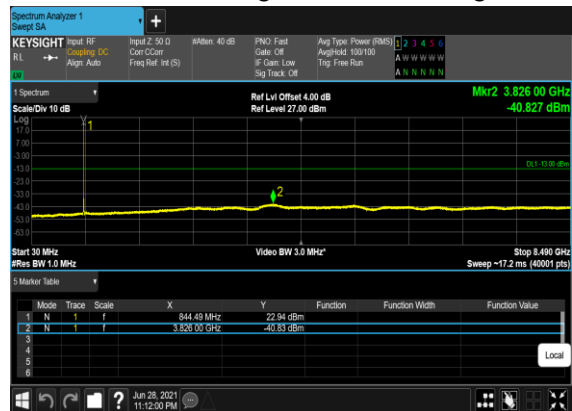 Spectrum Analyzer 1
Swept SA
+
KEYSIGHT Input: RF Input Z: 50 Ω #Atten: 40 dB PNO: Fast Avg Type: Power (RMS) 1 2 3 4 5 6
RL Coupling: DC Corr CCorr Gate: Off Avg|Hold: 100/100 A W W W W W
Align: Auto Freq Ref: Int (S) IF Gain: Low Trig: Free Run
LW Sig Track: Off A N N N N N
1 Spectrum Ref Lvl Offset 4.00 dB Mkr2 3.826 00 GHz
Scale/Div 10 dB Ref Level 27.00 dBm -40.827 dBm
Log
17.0
7.00
-3.00
-13.0 DL1 -13.00 dBm
-23.0
-33.0
-43.0
-53.0
-63.0
1
2
Start 30 MHz Video BW 3.0 MHz* Stop 8.490 GHz
#Res BW 1.0 MHz Sweep ~17.2 ms (40001 pts)
5 Marker Table
Mode Trace Scale X Y Function Function Width Function Value
1 N 1 f 844.49 MHz 22.94 dBm
2 N 1 f 3.826 00 GHz -40.83 dBm
3
4
5
6
Local
? Jun 28, 2021
11:12:00 PM